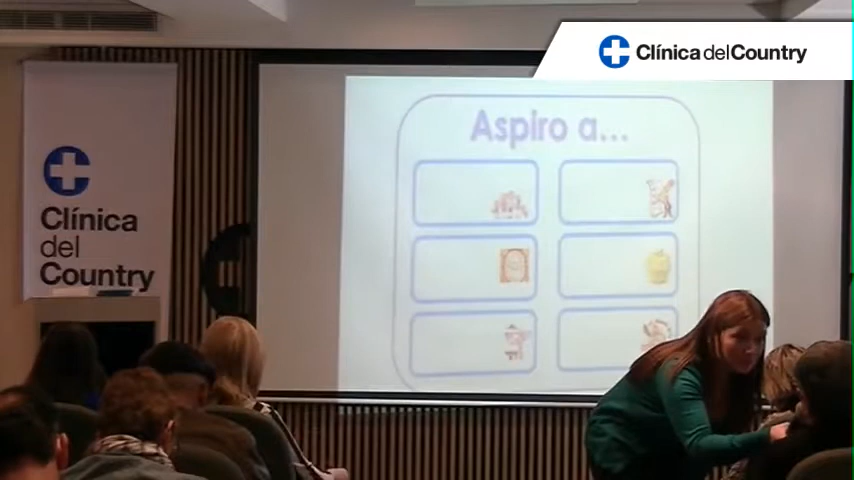 Clínica del Country
Aspiro a...
Clínica
del
Country